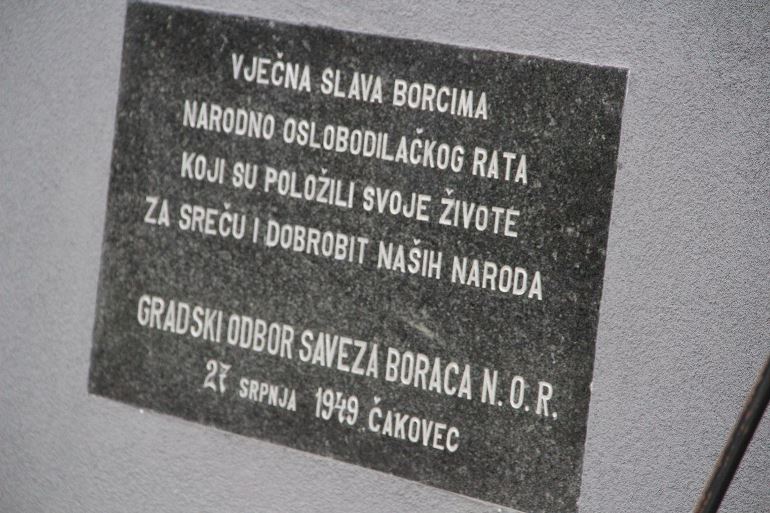 VJEČNA SLAVA BORCIMA
NARODNO OSLOBODILAČKOG RATA
KOJI SU POLOŽILI SVOJE ŽIVOTE
ZA SREČU I DOBROBIT NAŠIH NARODA
GRADSKI ODBOR SAVEZA BORACA N.O.R.
27 SRPNJA 1949 ČAKOVEC